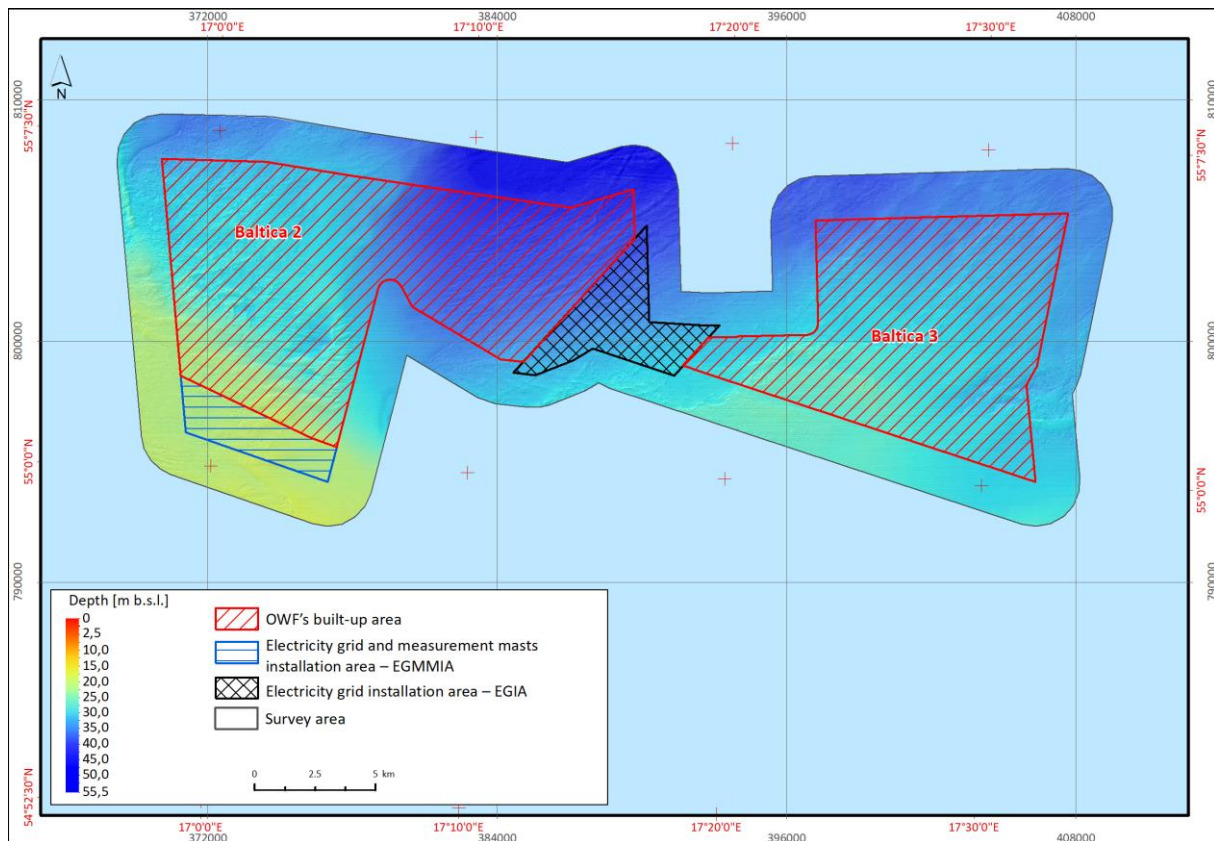 372000 384000 396000 408000
17°0'0"E 17°10'0"E 17°20'0"E 17°30'0"E
N
810000 810000
55°7'30"N 55°7'30"N
Baltica 2
800000 Baltica 3 800000
55°0'0"N 55°0'0"N
790000 790000
Depth [m b.s.l.]
0
2,5
5,0
10,0
15,0
20,0
25,0
30,0
35,0
40,0
45,0
50,0
55,5
OWF's built-up area
Electricity grid and measurement masts
installation area – EGMMIA
Electricity grid installation area – EGIA
Survey area
0 2.5 5 km
54°52'30"N 54°52'30"N
17°0'0"E 17°10'0"E 17°20'0"E 17°30'0"E
372000 384000 396000 408000